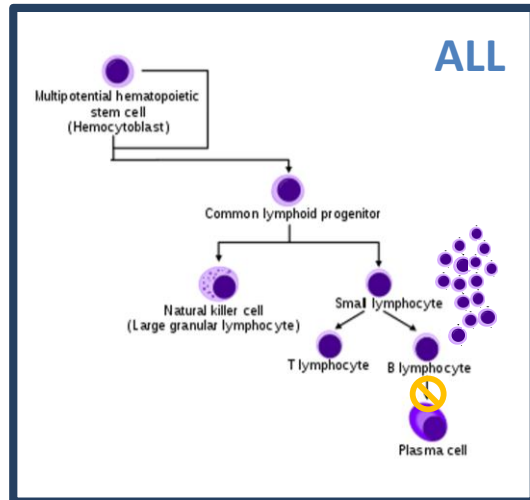 ALL
Multipotential hematopoietic
stem cell
(Hemocytoblast)
Common lymphoid progenitor
Natural killer cell
(Large granular lymphocyte)
Small lymphocyte
T lymphocyte
B lymphocyte
Plasma cell